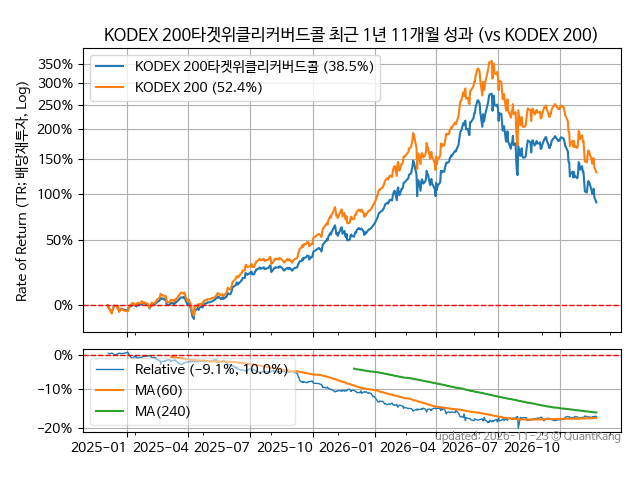 KODEX 200타겟위클리커버드콜 최근 1년 11개월 성과 (vs KODEX 200)
Rate of Return (TR: 배당재투자, Log)
350%
300%
250%
200%
150%
100%
50%
0%
KODEX 200타겟위클리커버드콜 (38.5%)
KODEX 200 (52.4%)
0%
−10%
−20%
Relative (−9.1%, 10.0%)
MA(60)
MA(240)
2025−01 2025−04 2025−07 2025−10 2026−01 2026−04 2026−07 2026−10
updated: 2026−11−23 © QuantKang